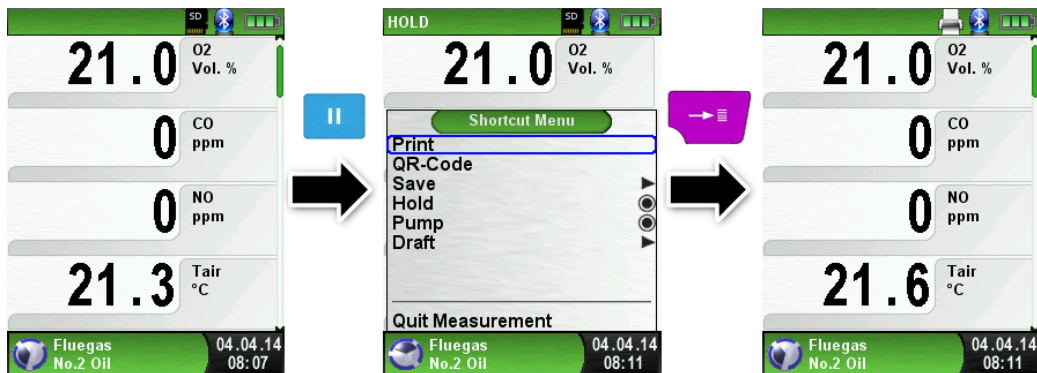 SD
21.0 O2 Vol. %
0 CO ppm
0 NO ppm
21.3 Tair °C
Fluegas 04.04.14
No.2 Oil 08:07
HOLD SD
21.0 O2 Vol. %
Shortcut Menu
Print
QR-Code
Save
Hold
Pump
Draft
Quit Measurement
Fluegas 04.04.14
No.2 Oil 08:11
21.0 O2 Vol. %
0 CO ppm
0 NO ppm
21.6 Tair °C
Fluegas 04.04.14
No.2 Oil 08:11